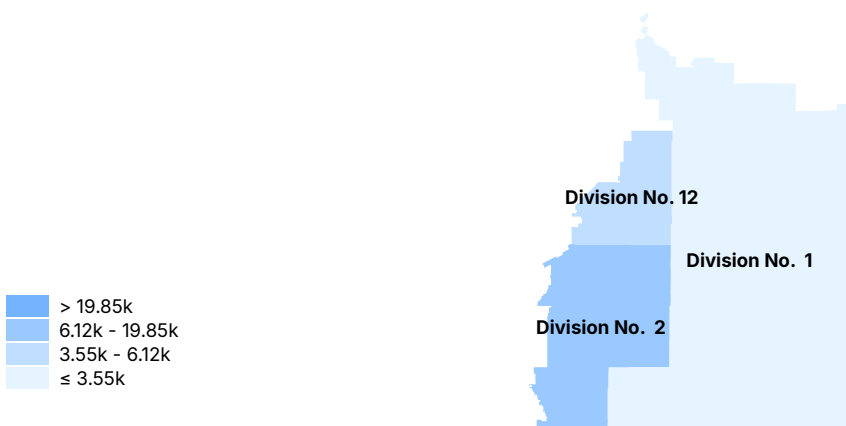 Division No. 12
Division No.  1
Division No.  2
> 19.85k
6.12k - 19.85k
3.55k - 6.12k
≤ 3.55k